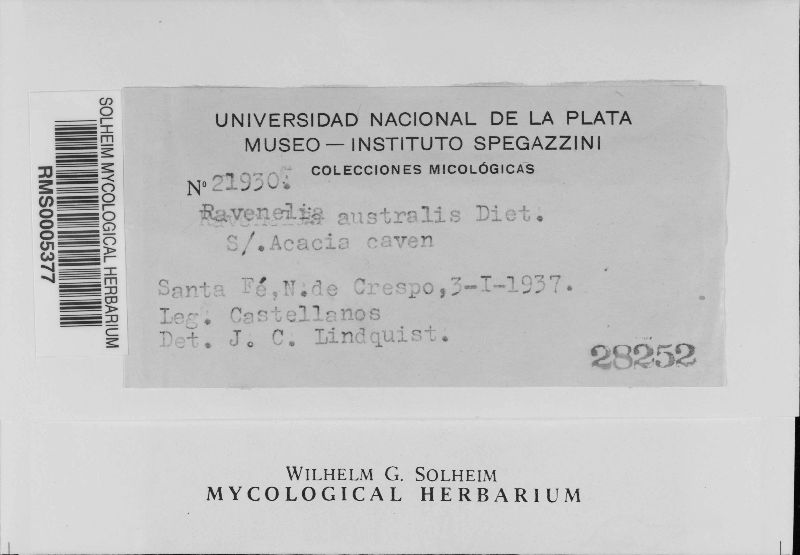 SOLHEIM MYCOLOGICAL HERBARIUM
RMS0005377
UNIVERSIDAD NACIONAL DE LA PLATA
MUSEO — INSTITUTO SPEGAZZINI
COLECCIONES MICOLÓGICAS
Nº 21930.
Ravenelia australis Diet.
S/.Acacia caven
Santa Fé,N.de Crespo,3-I-1937.
Leg. Castellanos
Det. J. C. Lindquist.
28252
WILHELM G. SOLHEIM
MYCOLOGICAL HERBARIUM